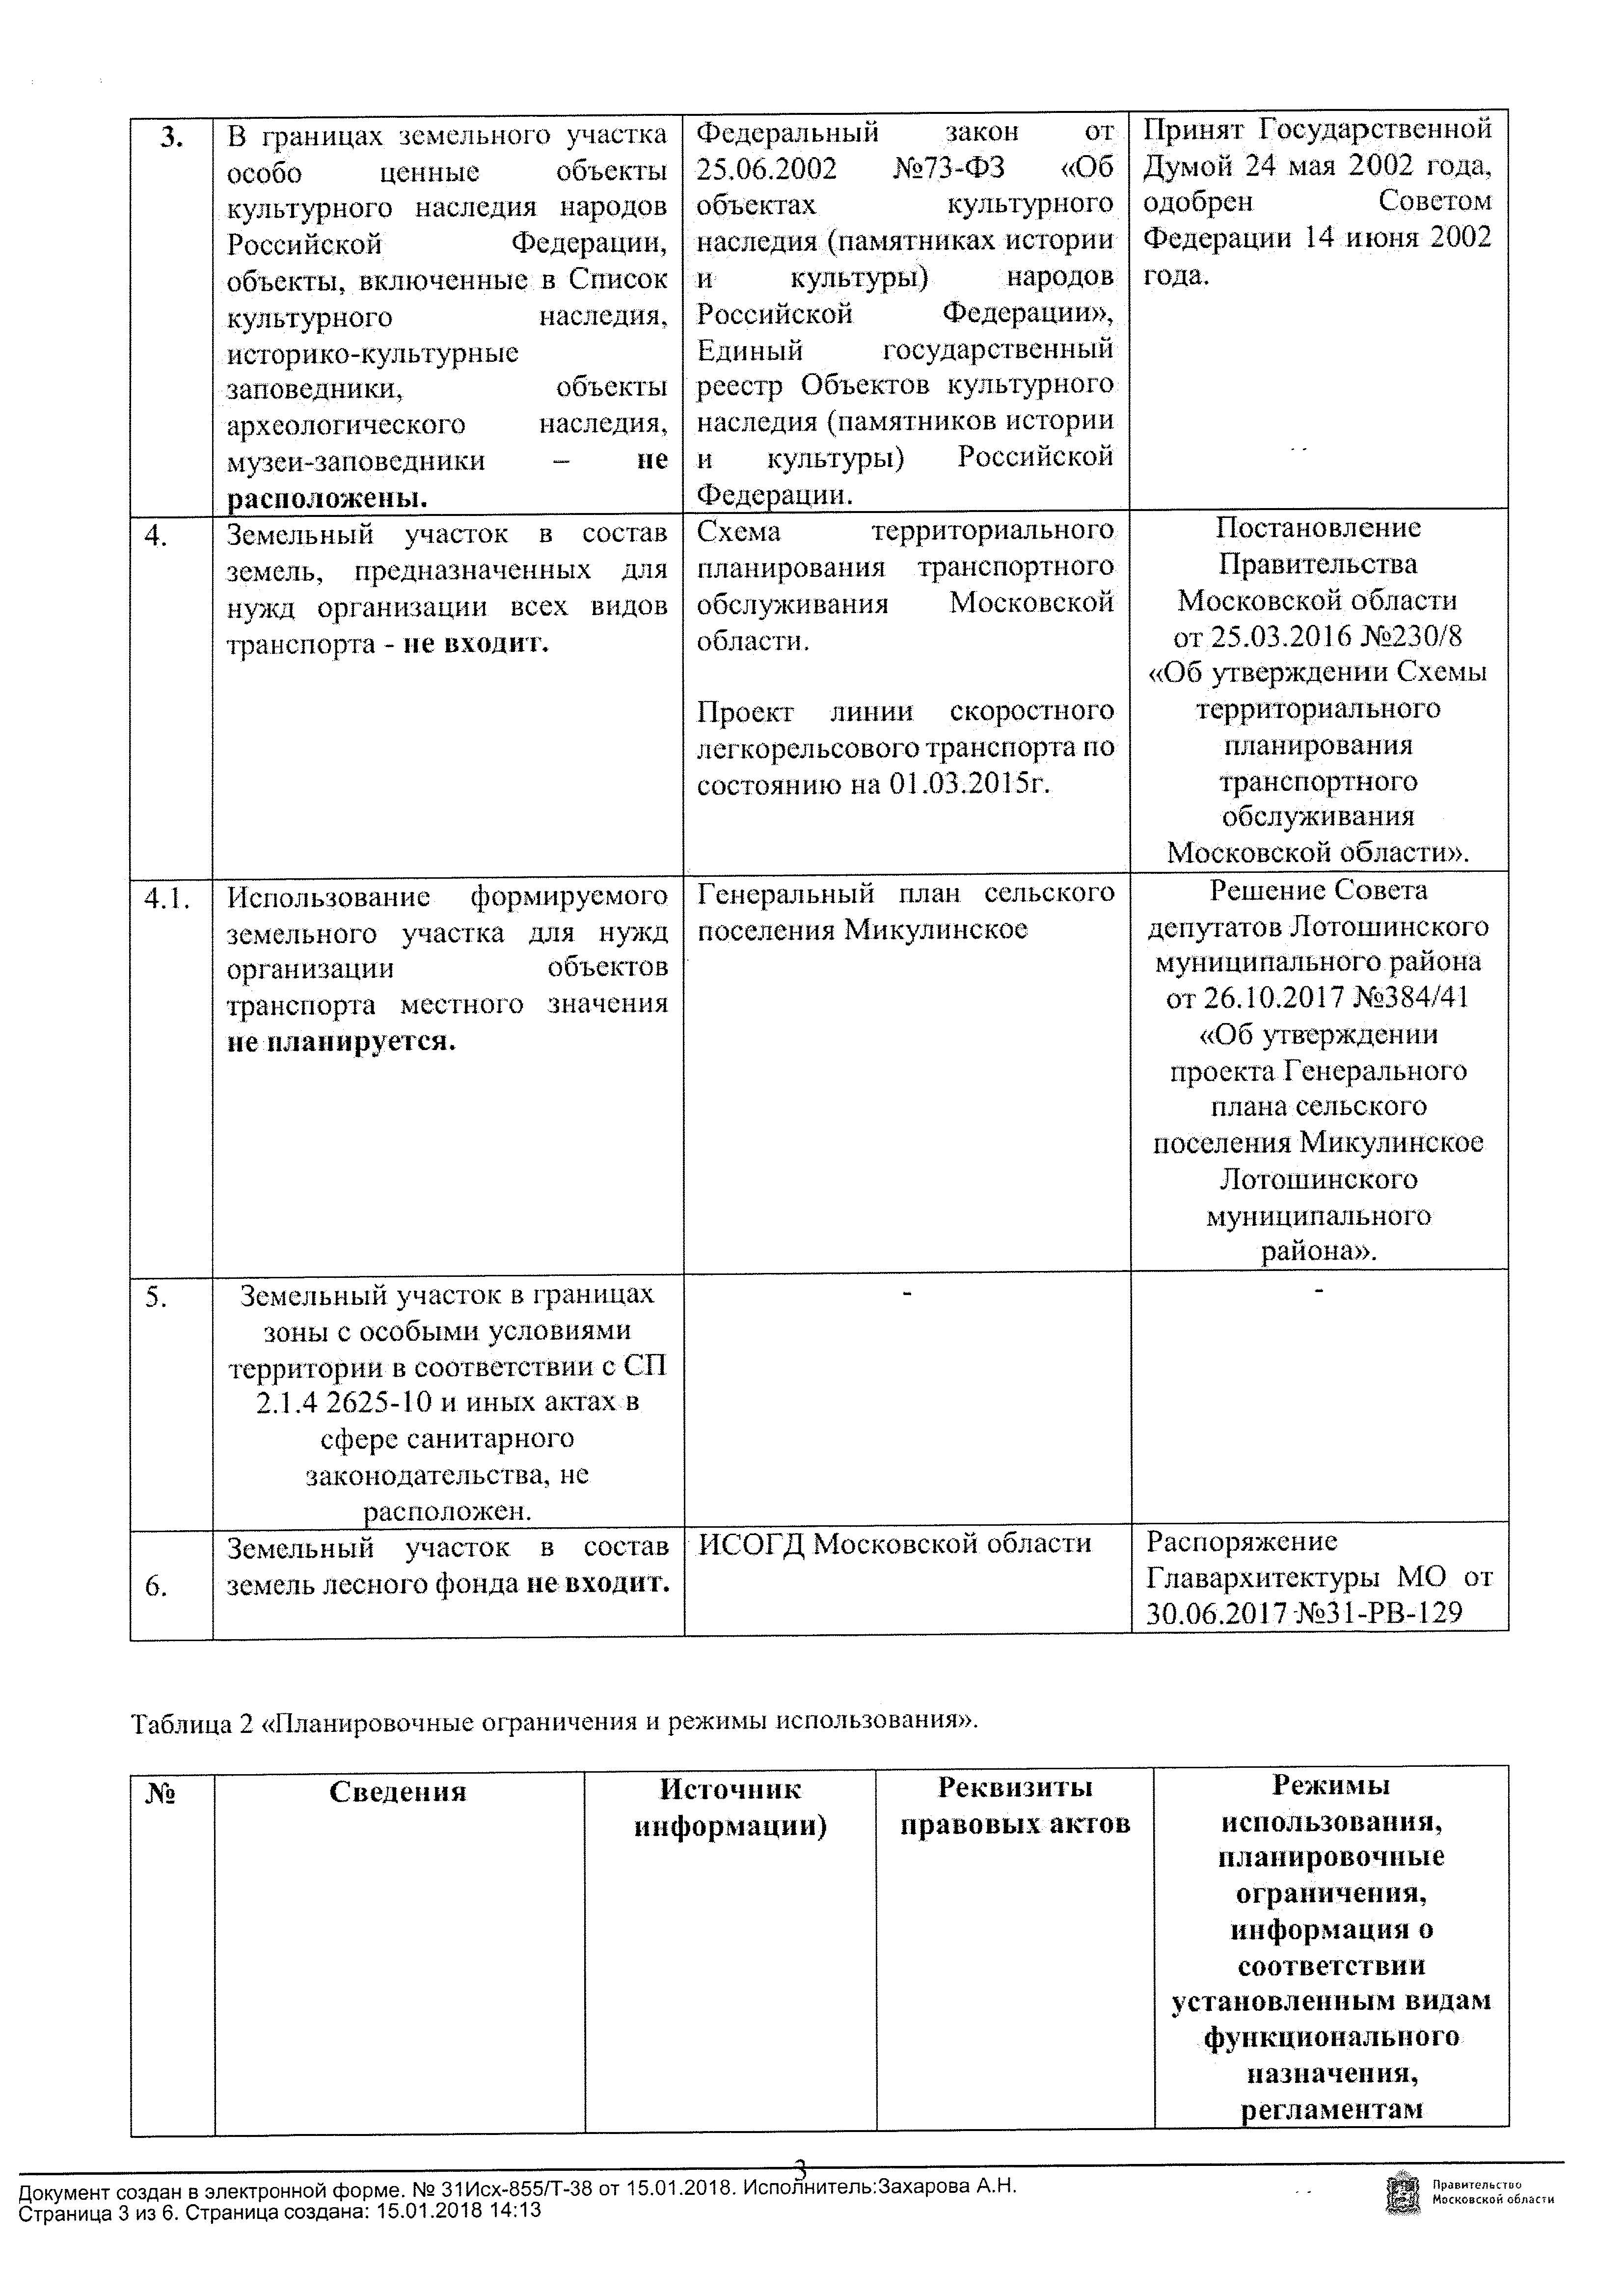 3.
В границах земельного участка
особо ценные объекты
культурного наследия народов
Российской Федерации,
объекты, включенные в Список
культурного наследия,
историко-культурные
заповедники, объекты
археологического наследия,
музеи-заповедники – не
расположены.
Федеральный закон от
25.06.2002 №73-ФЗ «Об
объектах культурного
наследия (памятниках истории
и культуры) народов
Российской Федерации»,
Единый государственный
реестр Объектов культурного
наследия (памятников истории
и культуры) Российской
Федерации.
Принят Государственной
Думой 24 мая 2002 года,
одобрен Советом
Федерации 14 июня 2002
года.
4.
Земельный участок в состав
земель, предназначенных для
нужд организации всех видов
транспорта - не входит.
Схема территориального
планирования транспортного
обслуживания Московской
области.
Проект линии скоростного
легкорельсового транспорта по
состоянию на 01.03.2015г.
Постановление
Правительства
Московской области
от 25.03.2016 №230/8
«Об утверждении Схемы
территориального
планирования
транспортного
обслуживания
Московской области».
4.1.
Использование формируемого
земельного участка для нужд
организации объектов
транспорта местного значения
не планируется.
Генеральный план сельского
поселения Микулинское
Решение Совета
депутатов Лотошинского
муниципального района
от 26.10.2017 №384/41
«Об утверждении
проекта Генерального
плана сельского
поселения Микулинское
Лотошинского
муниципального
района».
5.
Земельный участок в границах
зоны с особыми условиями
территории в соответствии с СП
2.1.4 2625-10 и иных актах в
сфере санитарного
законодательства, не
расположен.
-
-
6.
Земельный участок в состав
земель лесного фонда не входит.
ИСОГД Московской области
Распоряжение
Главархитектуры МО от
30.06.2017 №31-РВ-129
Таблица 2 «Планировочные ограничения и режимы использования».
№
Сведения
Источник
информации)
Реквизиты
правовых актов
Режимы
использования,
планировочные
ограничения,
информация о
соответствии
установленным видам
функционального
назначения,
регламентам
3
Документ создан в электронной форме. № 31Исх-855/Т-38 от 15.01.2018. Исполнитель:Захарова А.Н.
Страница 3 из 6. Страница создана: 15.01.2018 14:13
Правительство
Московской области